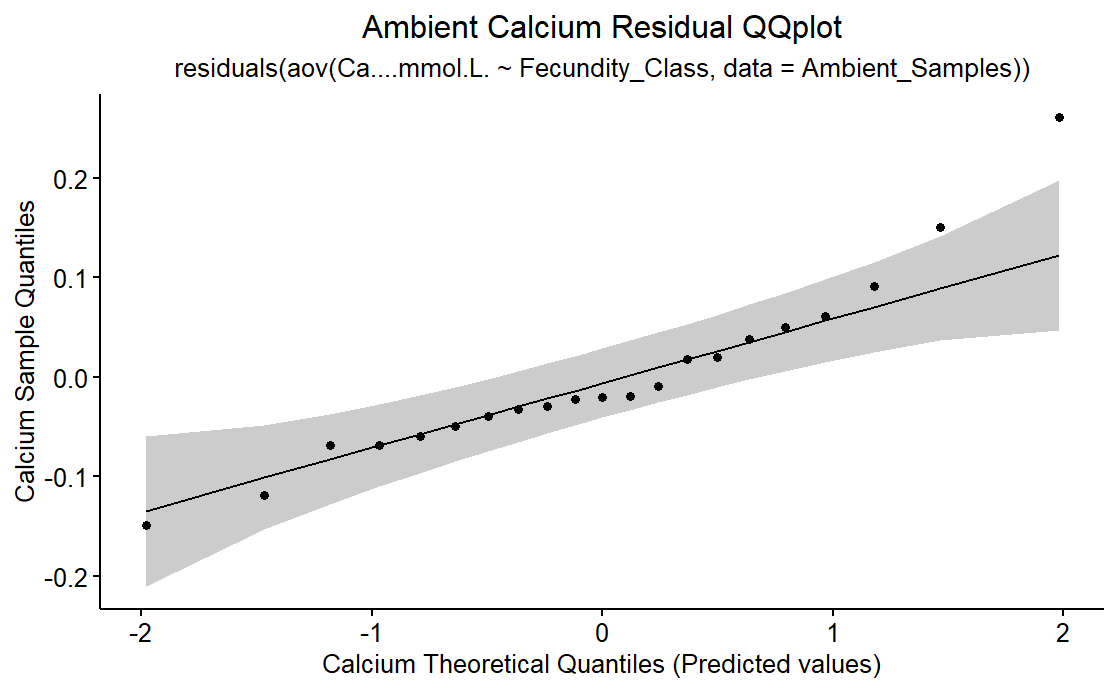 Ambient Calcium Residual QQplot
residuals(aov(Ca....mmol.L. ~ Fecundity_Class, data = Ambient_Samples))
Calcium Sample Quantiles
0.2
0.1
0.0
-0.1
-0.2
-2 -1 0 1 2
Calcium Theoretical Quantiles (Predicted values)